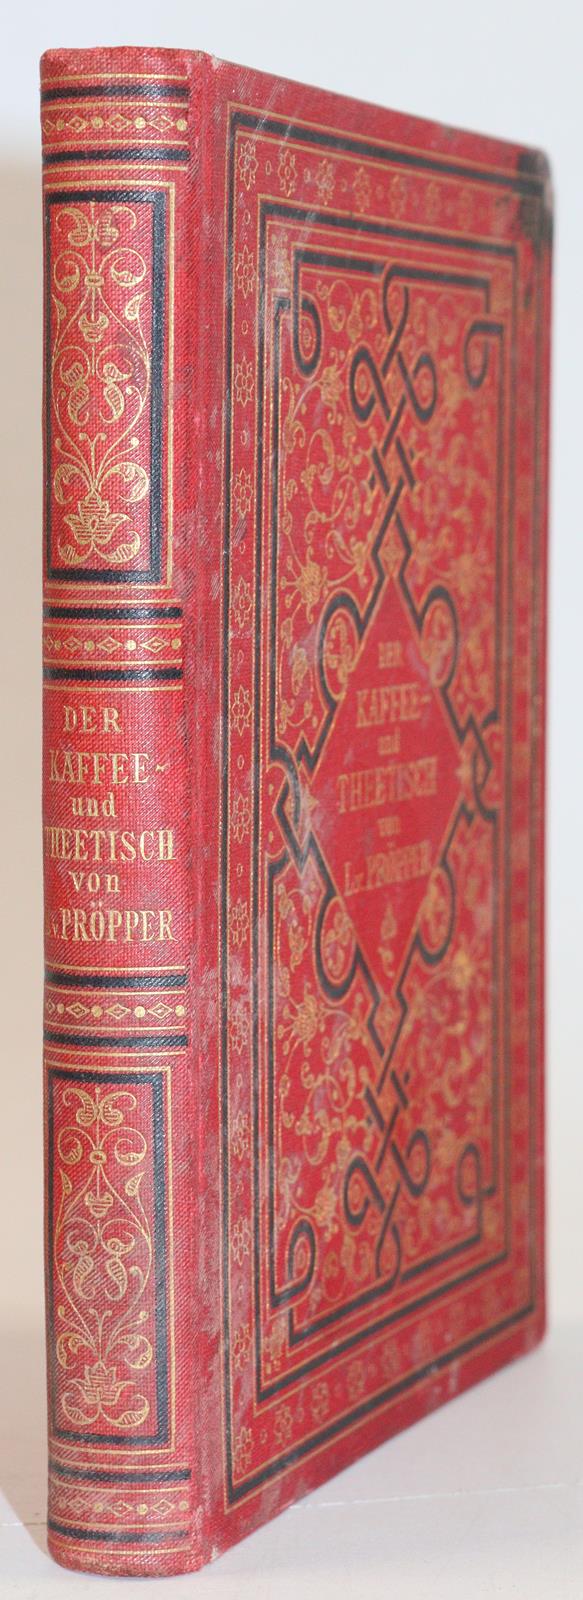 DER
KAFFEE-
und
THEETISCH
von
v. PRÖPPER
DER
KAFFEE-
und
THEETISCH
von
L.v. PRÖPPER